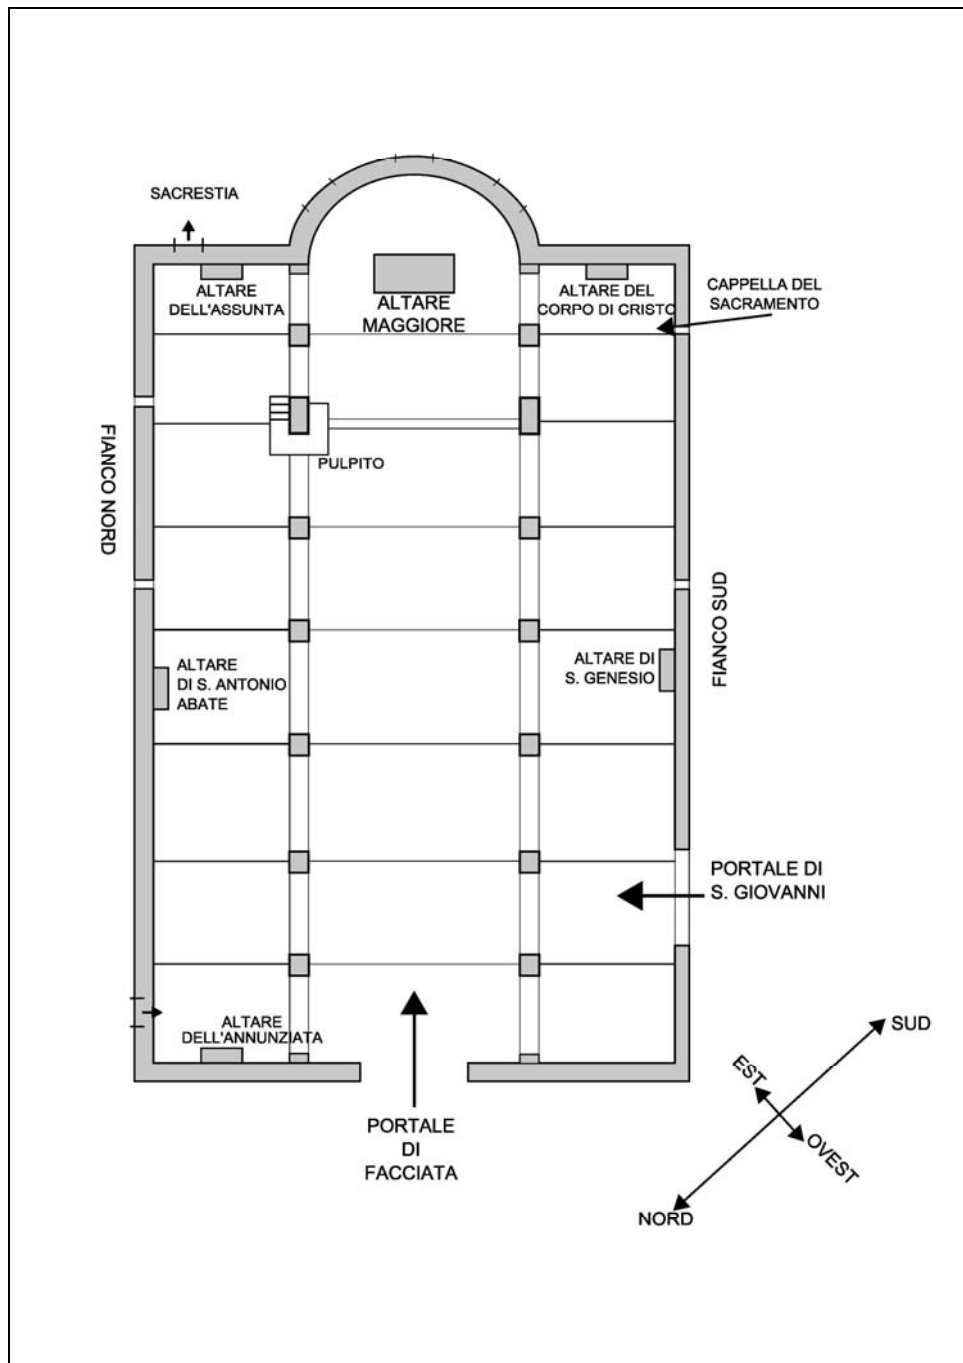 SACRESTIA
ALTARE
DELL'ASSUNTA
ALTARE
MAGGIORE
ALTARE DEL
CORPO DI CRISTO
CAPPELLA DEL
SACRAMENTO
FIANCO NORD
PULPITO
ALTARE
DI S. ANTONIO
ABATE
ALTARE DI
S. GENESIO
FIANCO SUD
PORTALE DI
S. GIOVANNI
ALTARE
DELL'ANNUNZIATA
PORTALE
DI
FACCIATA
SUD
EST
OVEST
NORD